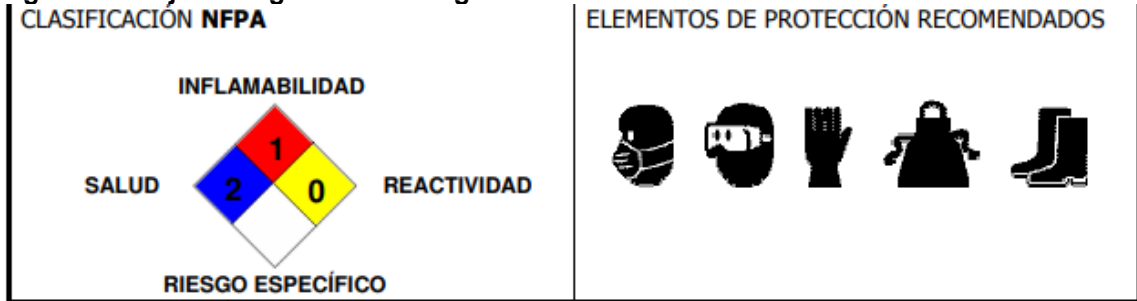 CLASIFICACIÓN NFPA
INFLAMABILIDAD
1
SALUD
2
0
REACTIVIDAD
RIESGO ESPECÍFICO
ELEMENTOS DE PROTECCIÓN RECOMENDADOS